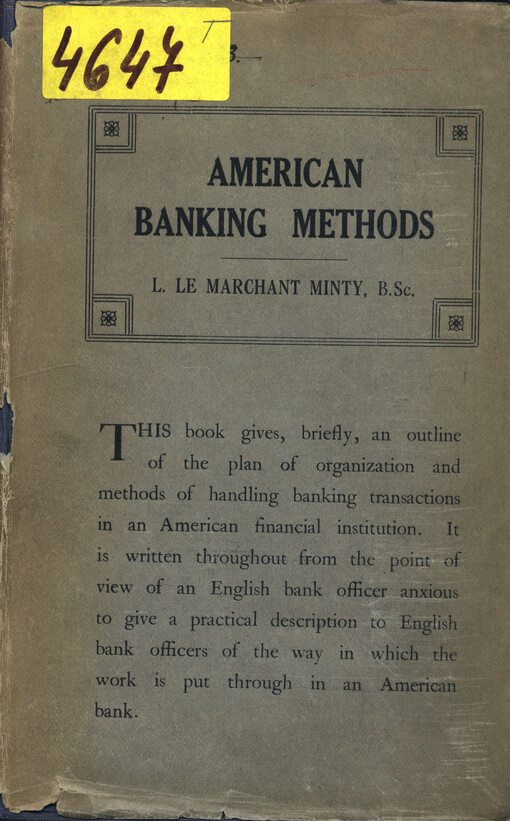 4647
3.
AMERICAN
BANKING METHODS
L. LE MARCHANT MINTY, B.Sc.
THIS book gives, briefly, an outline
of the plan of organization and
methods of handling banking transactions
in an American financial institution. It
is written throughout from the point of
view of an English bank officer anxious
to give a practical description to English
bank officers of the way in which the
work is put through in an American
bank.